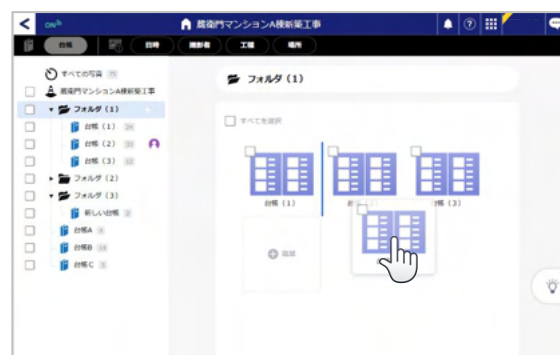 蔵衛門マンションA棟新築工事
台帳
日時
撮影者
工種
場所
すべての写真 75
蔵衛門マンションA棟新築工事
フォルダ (1)
台帳 (1) 24
台帳 (2)
台帳 (3)
フォルダ (2)
フォルダ (3)
新しい台帳
台帳A
台帳B
台帳C
フォルダ (1)
すべてを選択
台帳 (1)
(3)
追加